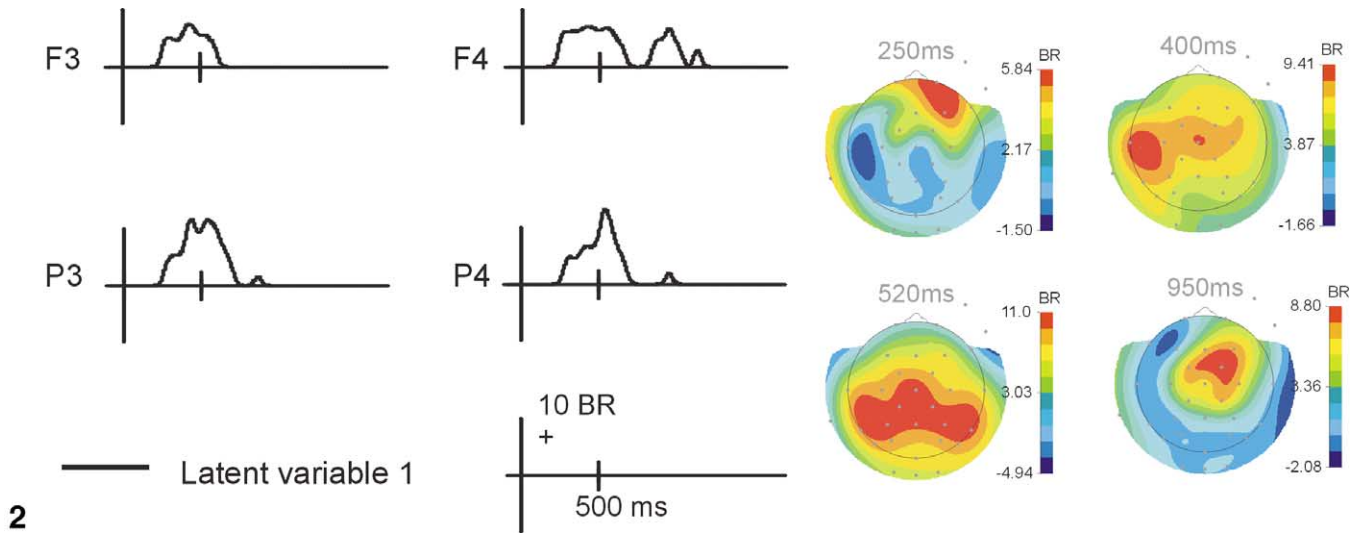 F3
F4
P3
P4
10 BR
+
500 ms
Latent variable 1
2
250ms
BR
5.84
2.17
-1.50
400ms
BR
9.41
3.87
-1.66
520ms
BR
11.0
3.03
-4.94
950ms
BR
8.80
3.36
-2.08